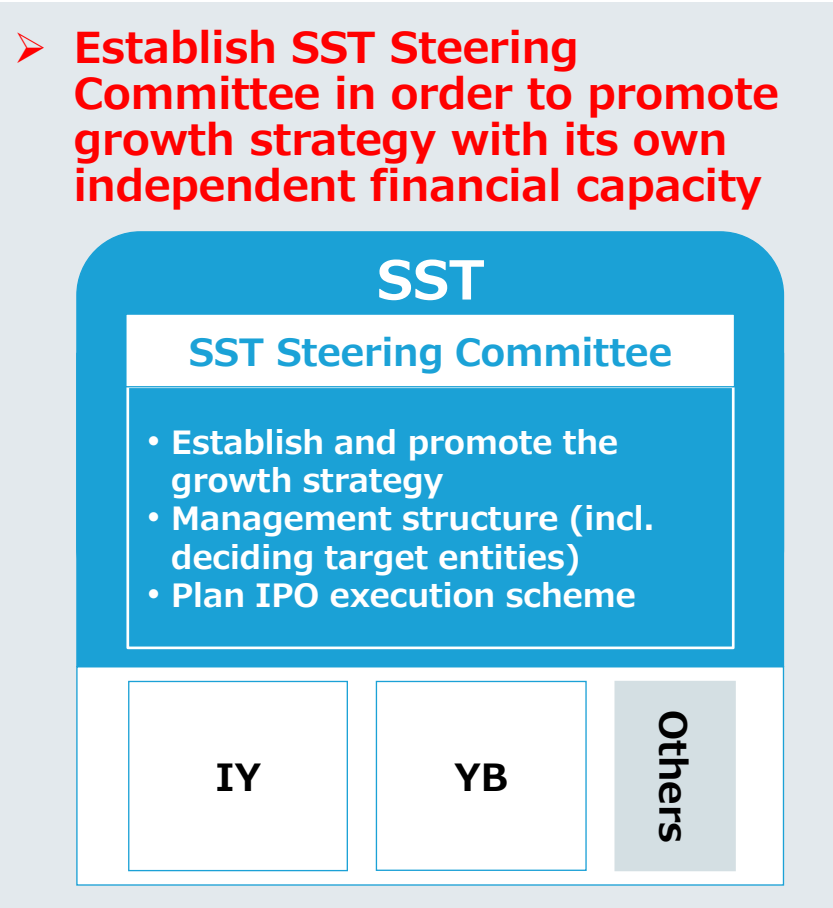 ➢ Establish SST Steering
Committee in order to promote
growth strategy with its own
independent financial capacity
SST
SST Steering Committee
• Establish and promote the
growth strategy
• Management structure (incl.
deciding target entities)
• Plan IPO execution scheme
IY
YB
Others